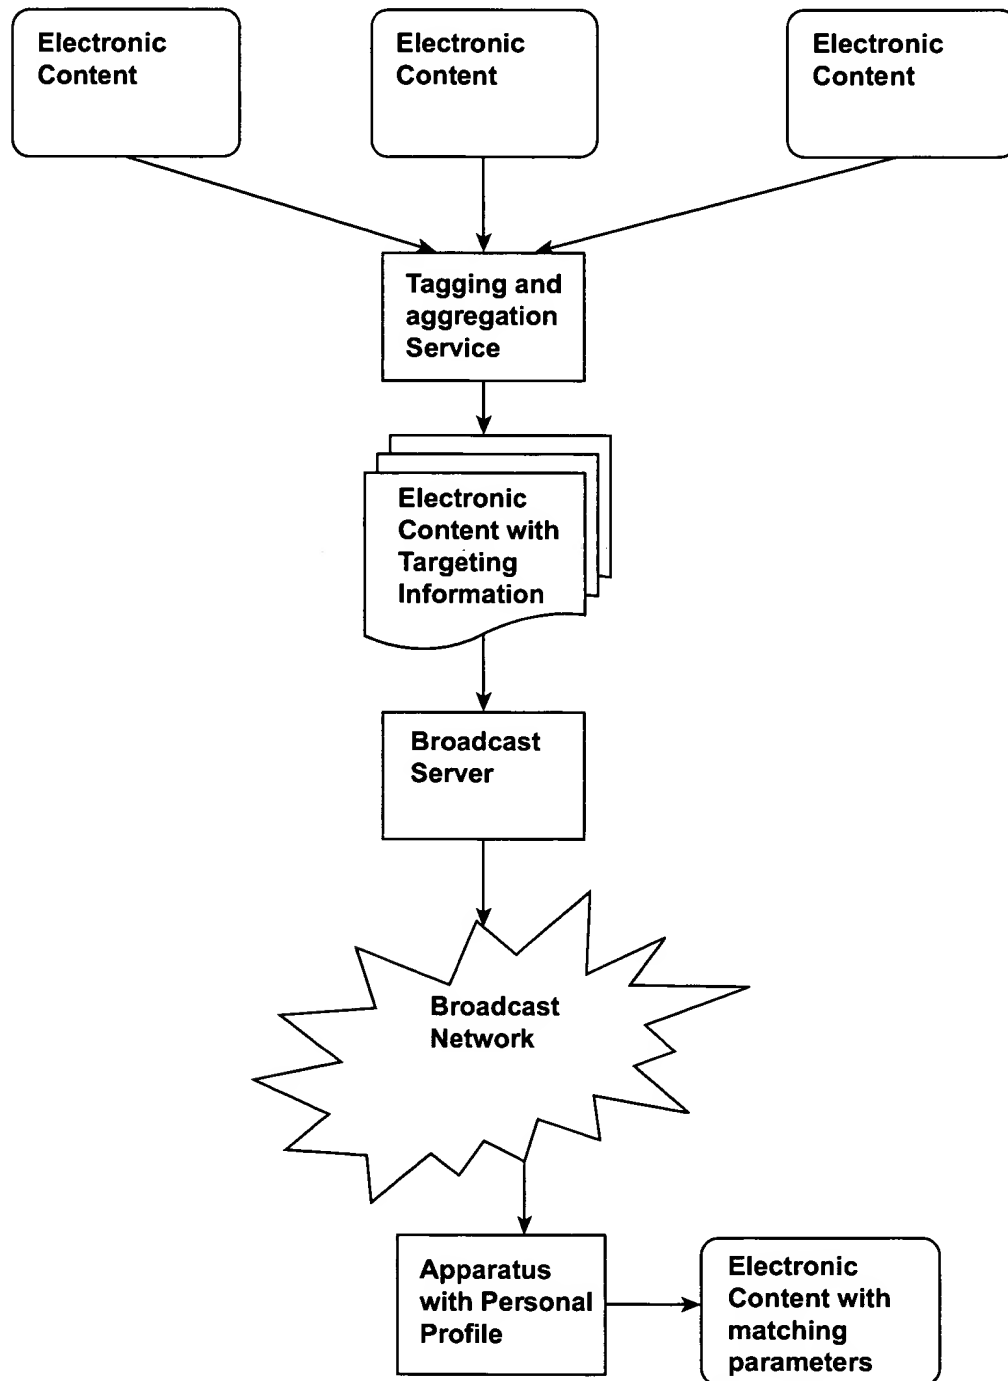 Electronic
Content
Electronic
Content
Electronic
Content
Tagging and
aggregation
Service
Electronic
Content with
Targeting
Information
Broadcast
Server
Broadcast
Network
Apparatus
with Personal
Profile
Electronic
Content with
matching
parameters